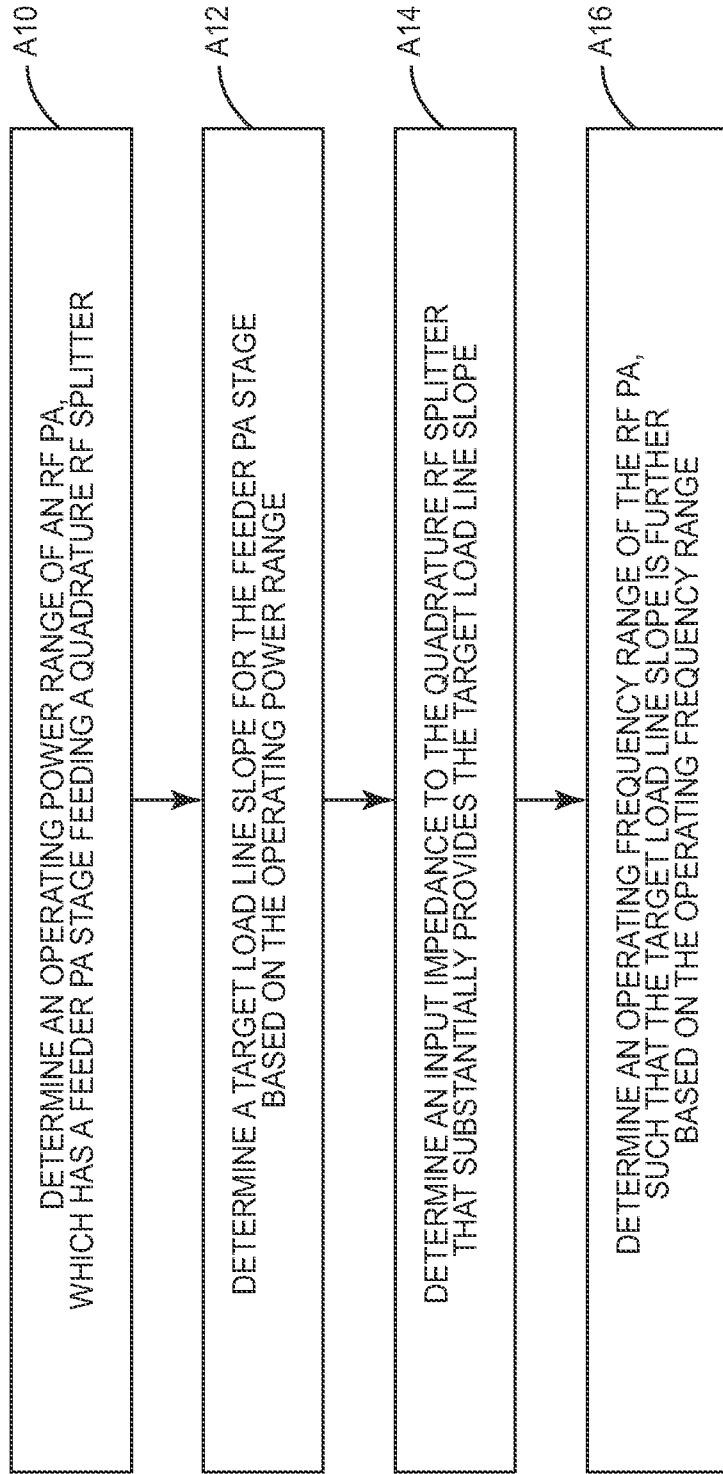 DETERMINE AN OPERATING POWER RANGE OF AN RF PA,
WHICH HAS A FEEDER PA STAGE FEEDING A QUADRATURE RF SPLITTER
A10
DETERMINE A TARGET LOAD LINE SLOPE FOR THE FEEDER PA STAGE
BASED ON THE OPERATING POWER RANGE
A12
DETERMINE AN INPUT IMPEDANCE TO THE QUADRATURE RF SPLITTER
THAT SUBSTANTIALLY PROVIDES THE TARGET LOAD LINE SLOPE
A14
DETERMINE AN OPERATING FREQUENCY RANGE OF THE RF PA,
SUCH THAT THE TARGET LOAD LINE SLOPE IS FURTHER
BASED ON THE OPERATING FREQUENCY RANGE
A16